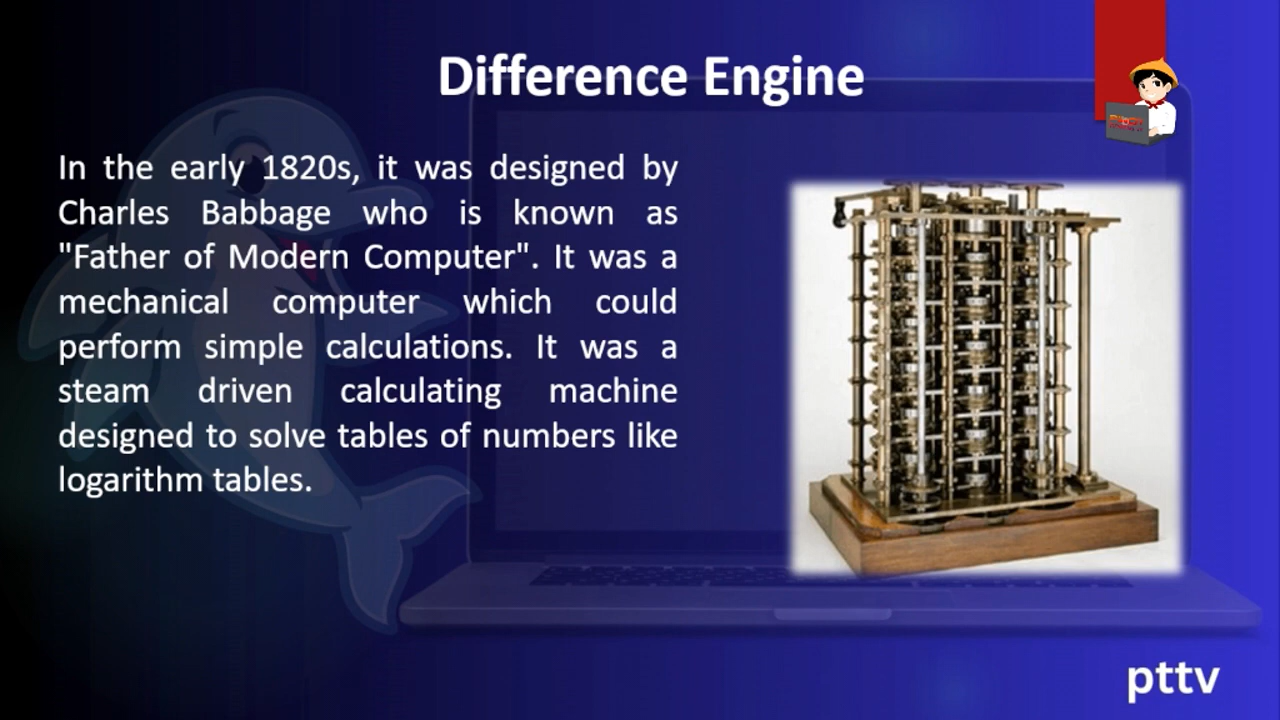 Difference Engine
In the early 1820s, it was designed by
Charles Babbage who is known as
"Father of Modern Computer". It was a
mechanical computer which could
perform simple calculations. It was a
steam driven calculating machine
designed to solve tables of numbers like
logarithm tables.
pttv